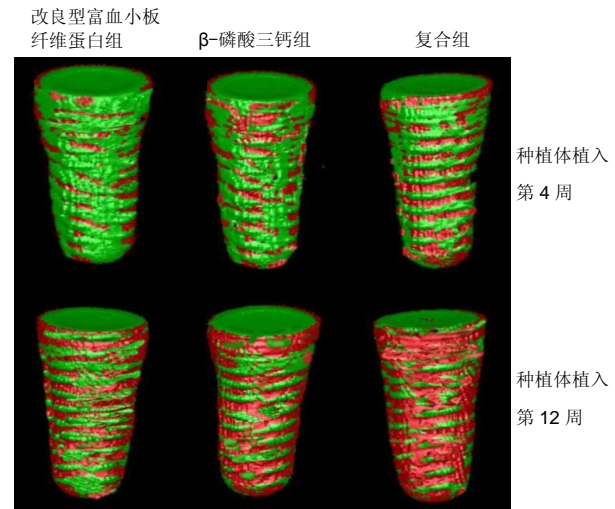 改良型富血小板
纤维蛋白组
β-磷酸三钙组
复合组
种植体植入
第 4 周
种植体植入
第 12 周